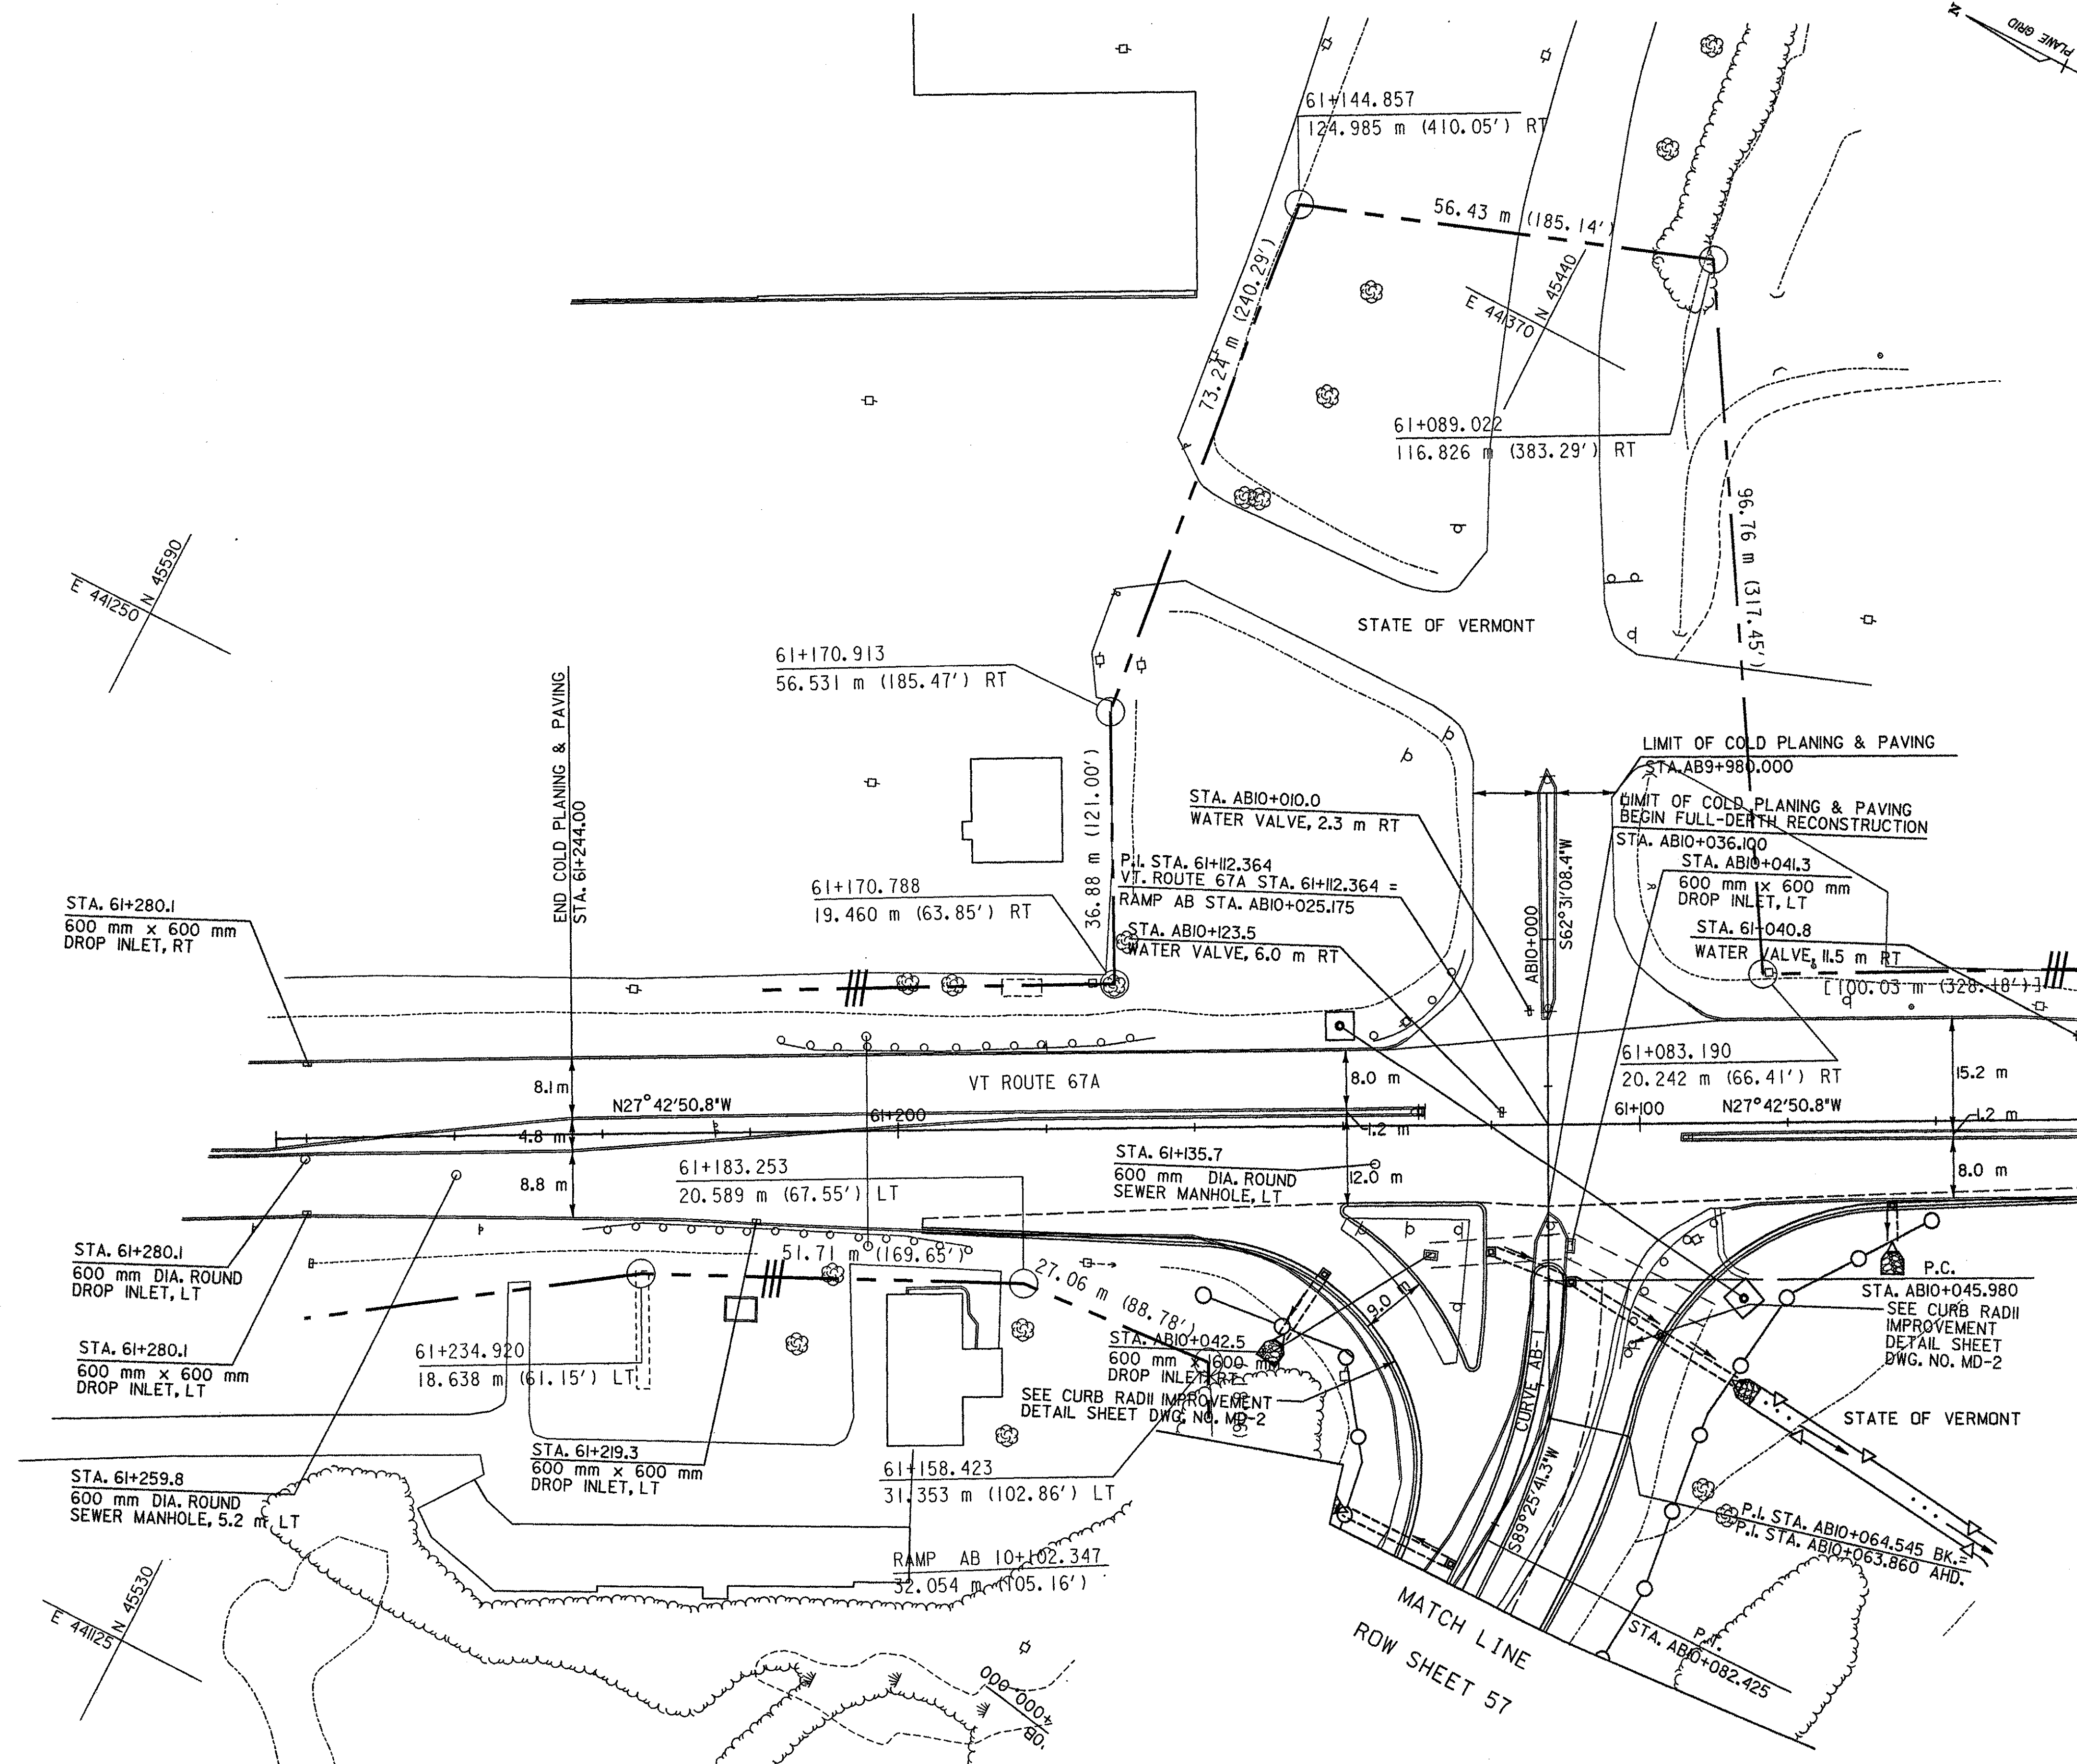 N
PLANE GRID
61+144.857
124.985 m (410.05') RT
56.43 m (185.14')
73.24 m (240.29')
N 45440
E 441370
61+089.022
116.826 m (383.29') RT
96.76 m (317.45')
N 45590
E 441250
STATE OF VERMONT
61+170.913
56.531 m (185.47') RT
END COLD PLANING & PAVING
STA. 61+244.00
36.88 m (121.00')
LIMIT OF COLD PLANING & PAVING
STA. AB9+980.000
STA. AB10+010.0
WATER VALVE, 2.3 m RT
LIMIT OF COLD PLANING & PAVING
BEGIN FULL-DEPTH RECONSTRUCTION
STA. AB10+036.100
P.I. STA. 61+112.364
VT. ROUTE 67A STA. 61+112.364 =
RAMP AB STA. AB10+025.175
STA. AB10+041.3
600 mm x 600 mm
DROP INLET, LT
61+170.788
19.460 m (63.85') RT
STA. 61+280.1
600 mm x 600 mm
DROP INLET, RT
STA. AB10+123.5
WATER VALVE, 6.0 m RT
AB10+000
S62°31'08.4"W
STA. 61+040.8
WATER VALVE, 11.5 m RT
[100.03 m (328.18')]
61+083.190
20.242 m (66.41') RT
8.1 m
VT ROUTE 67A
8.0 m
15.2 m
N27°42'50.8"W
61+200
61+100
N27°42'50.8"W
4.8 m
1.2 m
1.2 m
8.8 m
61+183.253
20.589 m (67.55') LT
STA. 61+135.7
600 mm DIA. ROUND
SEWER MANHOLE, LT
12.0 m
8.0 m
STA. 61+280.1
600 mm DIA. ROUND
DROP INLET, LT
51.71 m (169.65')
27.06 m (88.78')
9.0
P.C.
STA. AB10+045.980
SEE CURB RADII
IMPROVEMENT
DETAIL SHEET
DWG. NO. MD-2
STA. 61+280.1
600 mm x 600 mm
DROP INLET, LT
61+234.920
18.638 m (61.15') LT
STA. AB10+042.5
600 mm x 600 mm
DROP INLET, RT
SEE CURB RADII IMPROVEMENT
DETAIL SHEET DWG. NO. MD-2
CURVE AB-1
STATE OF VERMONT
STA. 61+219.3
600 mm x 600 mm
DROP INLET, LT
61+158.423
31.353 m (102.86') LT
STA. 61+259.8
600 mm DIA. ROUND
SEWER MANHOLE, 5.2 m LT
S89°25'41.3"W
P.I. STA. AB10+064.545 BK.=
P.I. STA. AB10+063.860 AHD.
RAMP AB 10+102.347
32.054 m (105.16')
N 45530
E 441125
MATCH LINE
ROW SHEET 57
P.T.
STA. AB10+082.425
+000.000